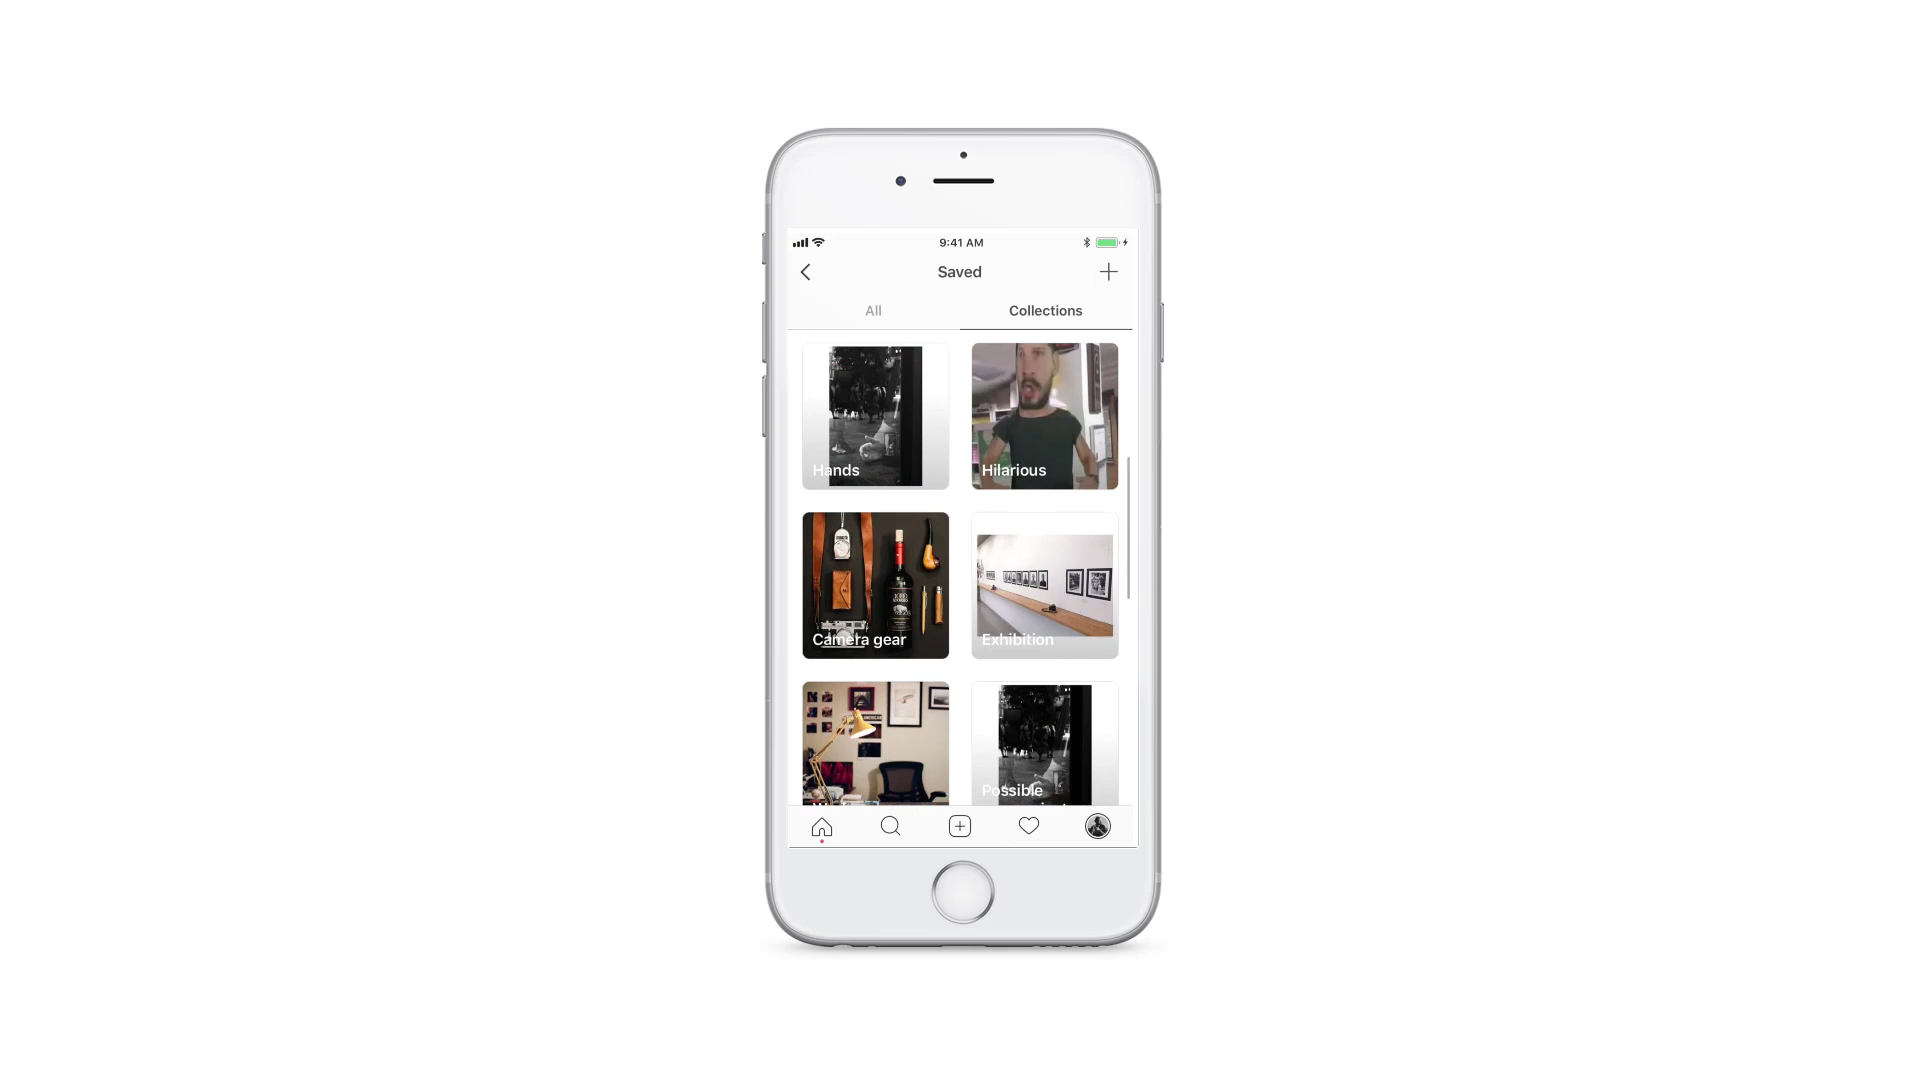 9:41 AM
Saved
All
Collections
Hands
Hilarious
Camera gear
Exhibition
Possible